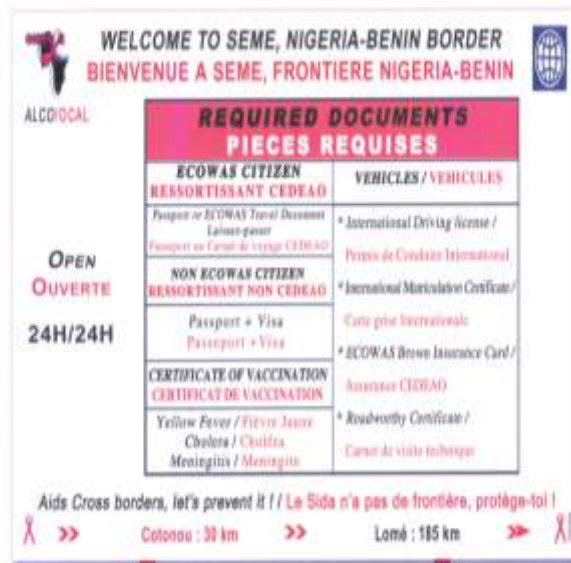 WELCOME TO SEME, NIGERIA-BENIN BORDER
BIENVENUE A SEME, FRONTIERE NIGERIA-BENIN
ALCO/OCAL
REQUIRED DOCUMENTS
PIECES REQUISES
ECOWAS CITIZEN
RESSORTISSANT CEDEAO
Passport or ECOWAS Travel Document
Laissez-passer
Passeport ou Carnet de voyage CEDEAO
NON ECOWAS CITIZEN
RESSORTISSANT NON CEDEAO
Passport + Visa
Passeport + Visa
CERTIFICATE OF VACCINATION
CERTIFICAT DE VACCINATION
Yellow Fever / Fièvre Jaune
Cholera / Choléra
Meningitis / Meningite
VEHICLES / VEHICULES
* International Driving license /
Permis de Conduire International
* International Matriculation Certificate /
Carte grise Internationale
* ECOWAS Brown Insurance Card /
Assurance CEDEAO
* Roadworthy Certificate /
Carnet de visite technique
OPEN
OUVERTE
24H/24H
Aids Cross borders, let's prevent it ! / Le Sida n'a pas de frontière, protège-toi !
Cotonou : 30 km
Lomé : 185 km